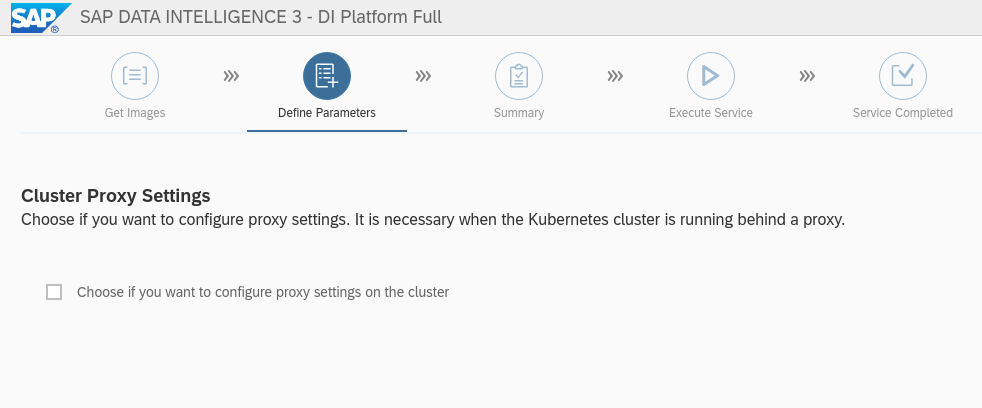 SAP ® SAP DATA INTELLIGENCE 3 - DI Platform Full
Get Images
Define Parameters
Summary
Execute Service
Service Completed
Cluster Proxy Settings
Choose if you want to configure proxy settings. It is necessary when the Kubernetes cluster is running behind a proxy.
Choose if you want to configure proxy settings on the cluster